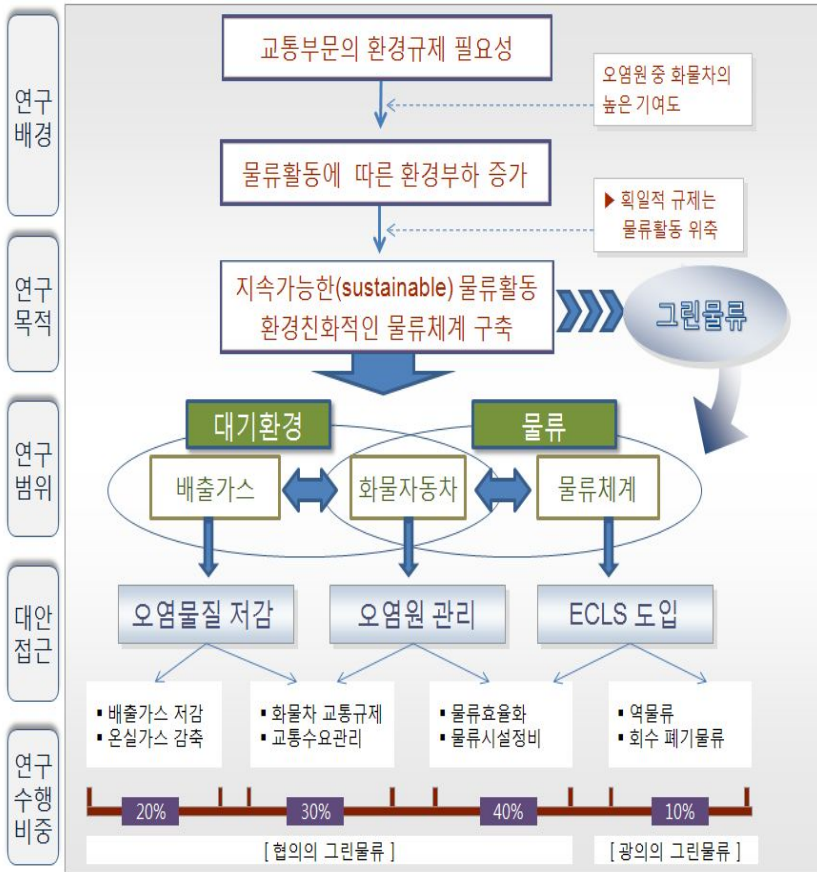 연구
배경
교통부문의 환경규제 필요성
오염원 중 화물차의
높은 기여도
물류활동에 따른 환경부하 증가
▶ 획일적 규제는
물류활동 위축
연구
목적
지속가능한(sustainable) 물류활동
환경친화적인 물류체계 구축
그린물류
연구
범위
대기환경
물류
배출가스
화물자동차
물류체계
대안
접근
오염물질 저감
오염원 관리
ECLS 도입
▪ 배출가스 저감
▪ 온실가스 감축
▪ 화물차 교통규제
▪ 교통수요관리
▪ 물류효율화
▪ 물류시설정비
▪ 역물류
▪ 회수 폐기물류
연구
수행
비중
20%
30%
40%
10%
[ 협의의 그린물류 ]
[ 광의의 그린물류 ]